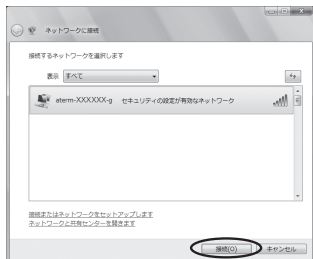 ネットワークに接続
接続するネットワークを選択します
表示 すべて
aterm-XXXXXX-g セキュリティの設定が有効なネットワーク
接続またはネットワークをセットアップします
ネットワークと共有センターを開きます
接続(O) キャンセル